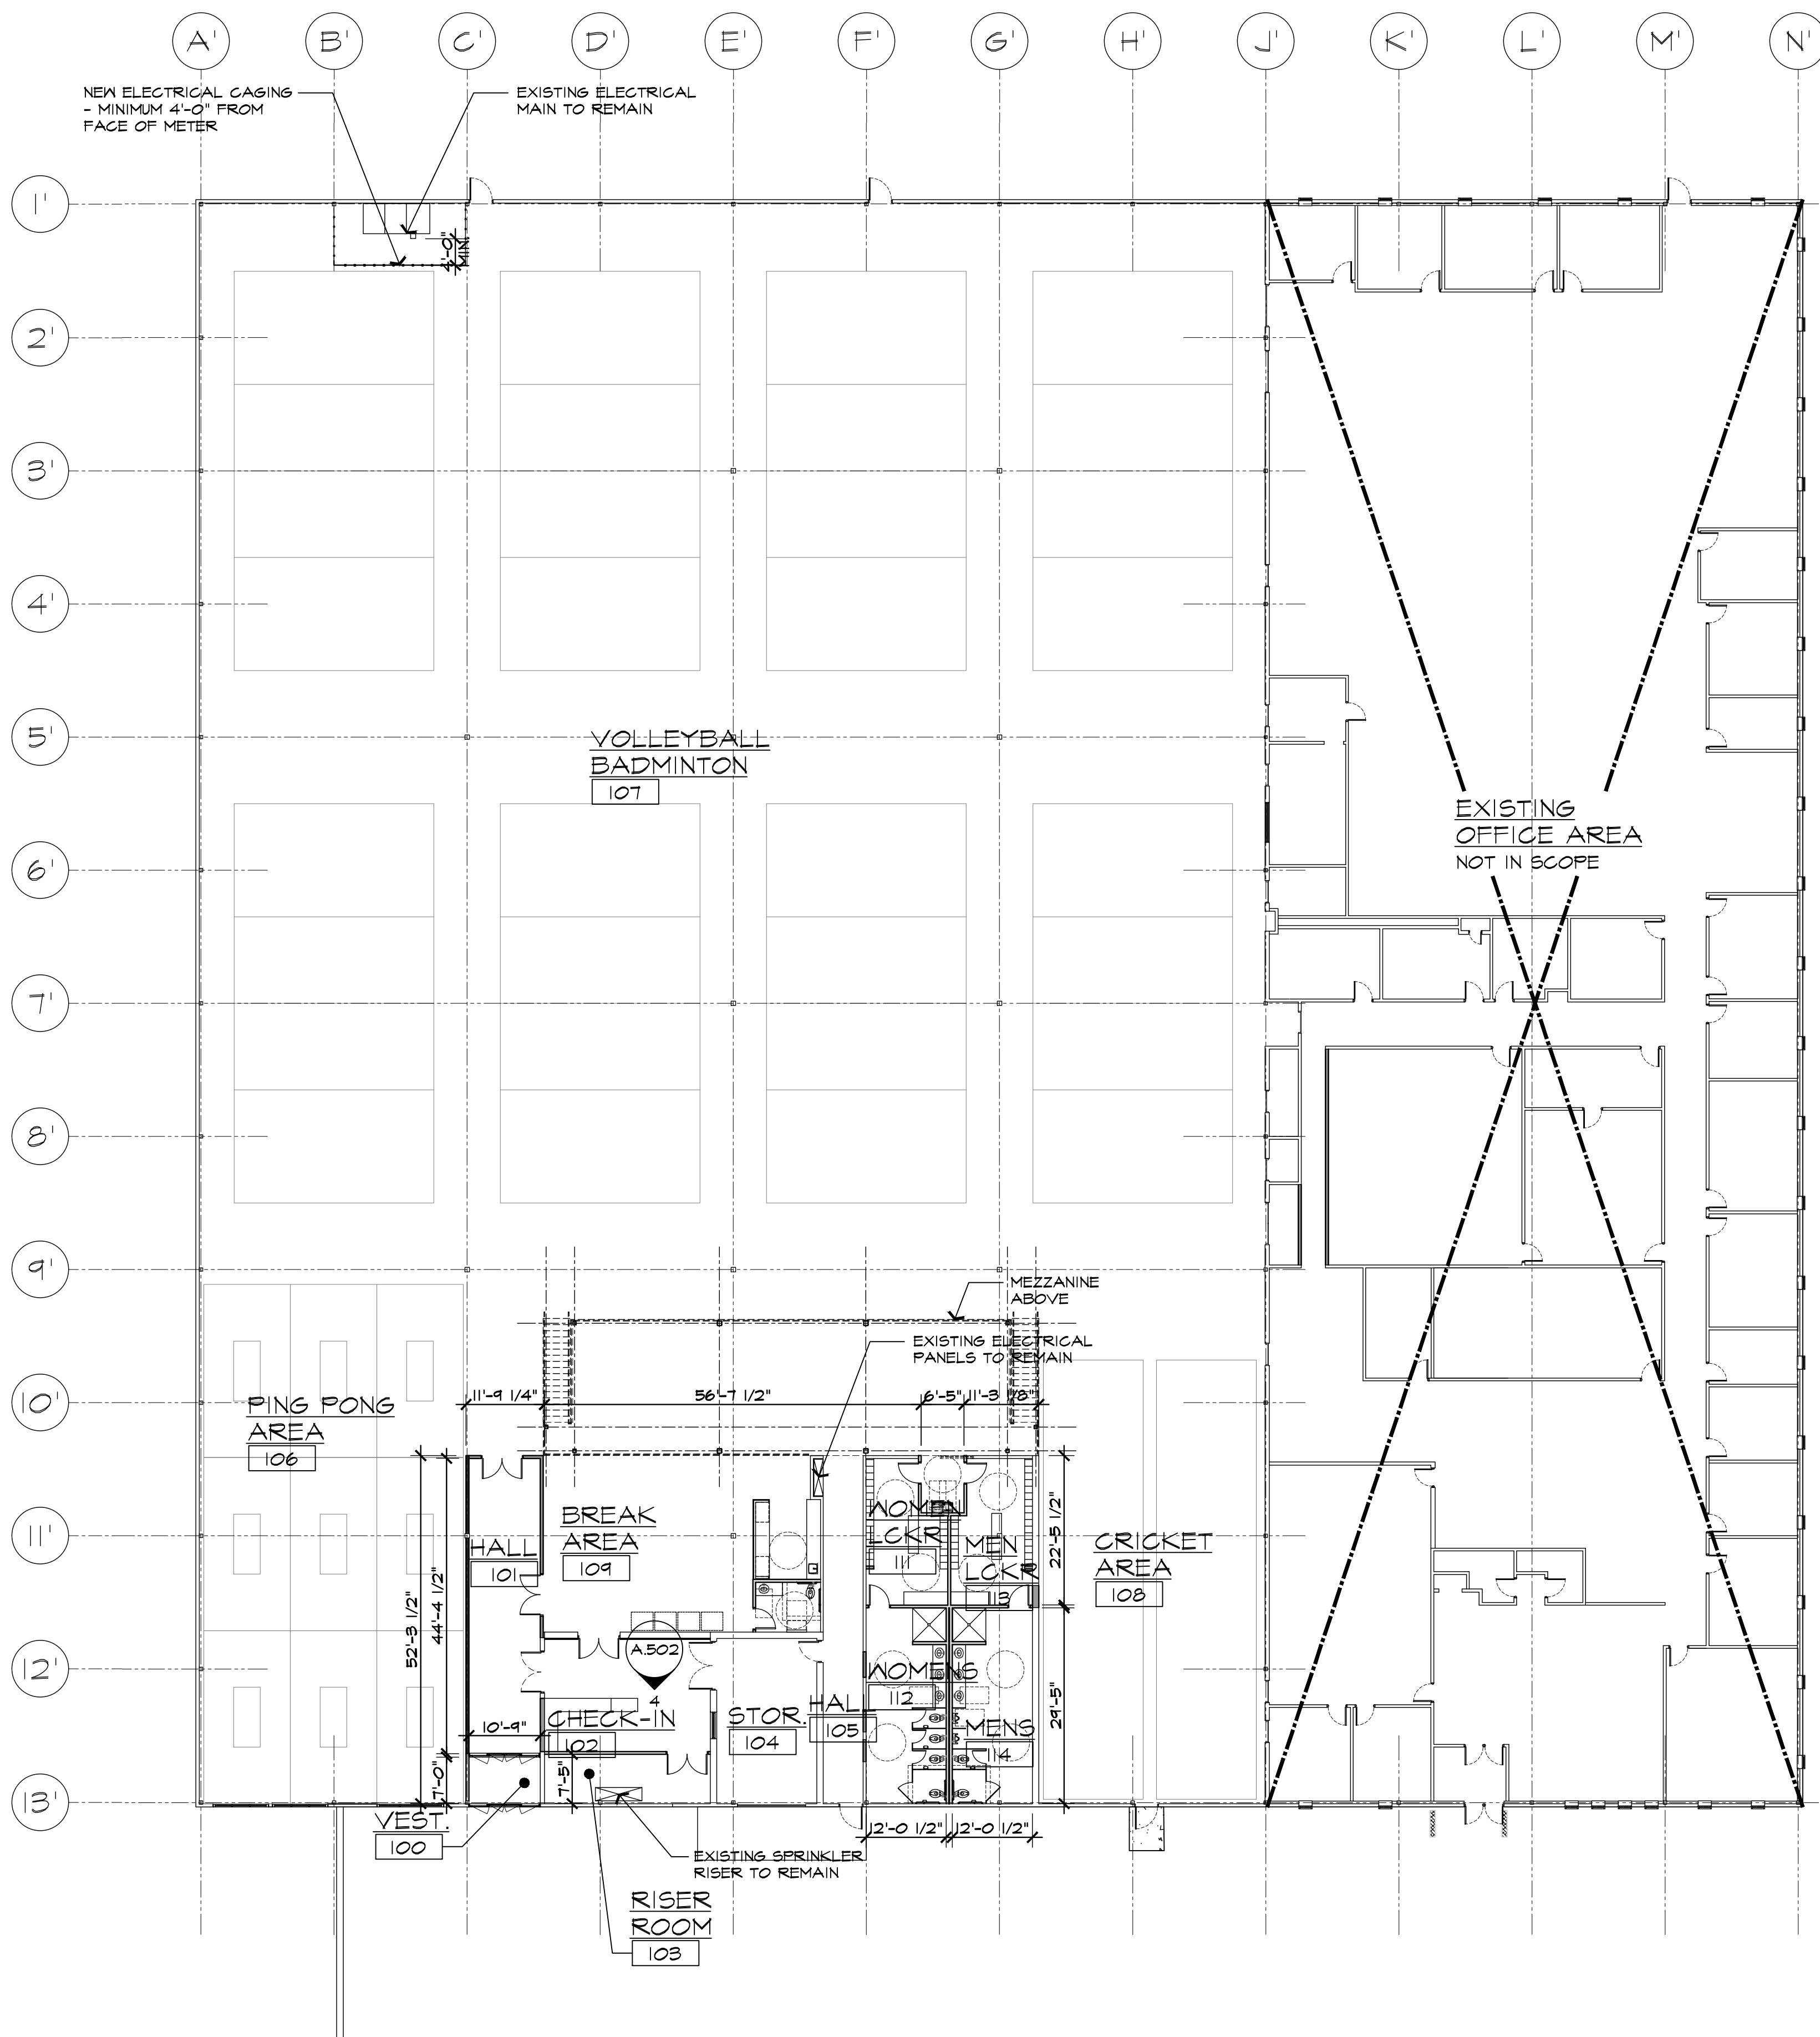 A' B' C' D' E' F' G' H' J' K' L' M' N'
NEW ELECTRICAL CAGING
- MINIMUM 4'-0" FROM
FACE OF METER
EXISTING ELECTRICAL
MAIN TO REMAIN
1'
4'-0"
MIN.
2'
3'
4'
5'
VOLLEYBALL
BADMINTON
107
EXISTING
OFFICE AREA
NOT IN SCOPE
6'
7'
8'
9'
MEZZANINE
ABOVE
EXISTING ELECTRICAL
PANELS TO REMAIN
10'
11'-9 1/4"
56'-7 1/2"
6'-5"
11'-3 1/8"
PING PONG
AREA
106
52'-3 1/2"
44'-4 1/2"
11'
HALL
101
BREAK
AREA
109
WOMEN
LCKR
111
MEN
LCKR
113
22'-5 1/2"
CRICKET
AREA
108
12'
A.502
4
10'-9"
CHECK-IN
102
STOR.
104
HALL
105
WOMENS
112
MENS
114
29'-5"
7'-0"
7'-5"
13'
VEST.
100
12'-0 1/2"
12'-0 1/2"
EXISTING SPRINKLER
RISER TO REMAIN
RISER
ROOM
103